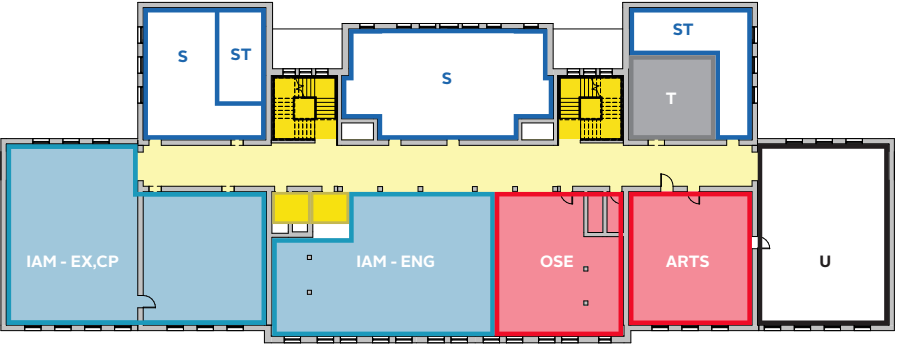 ST
S
ST
S
T
IAM - EX,CP
IAM - ENG
OSE
ARTS
U